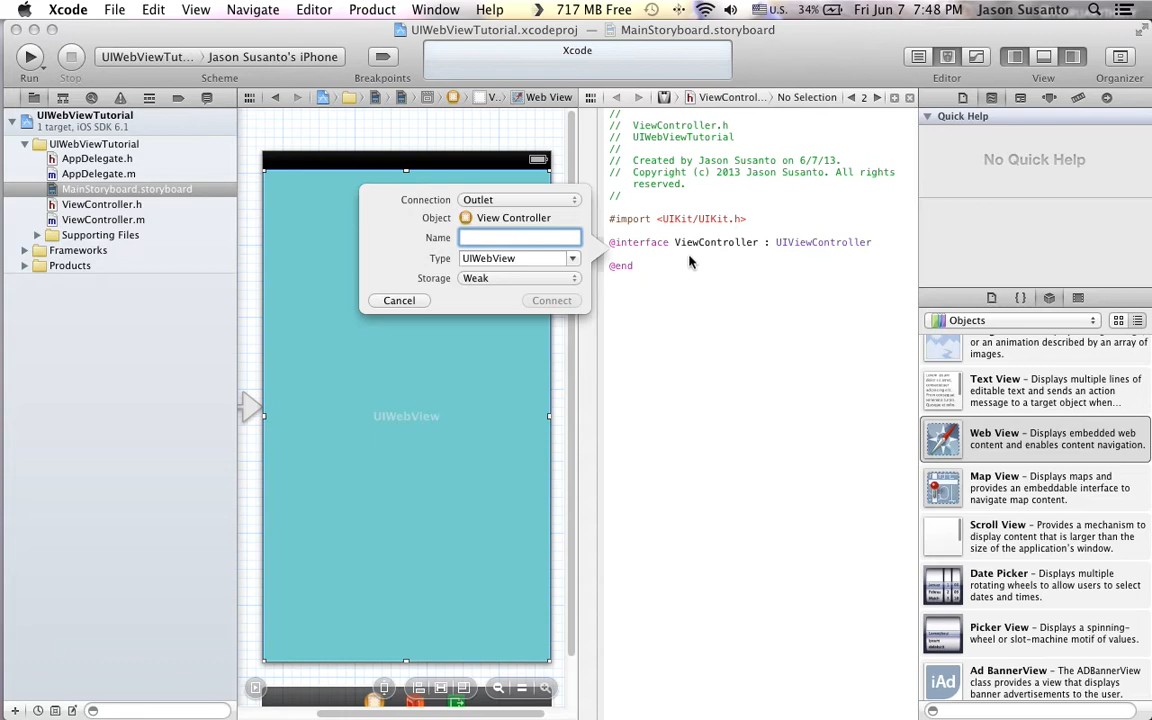 Xcode File Edit View Navigate Editor Product Window Help 717 MB Free U.S. 34% Fri Jun 7 7:48 PM Jason Susanto
UIWebViewTutorial.xcodeproj MainStoryboard.storyboard
UIWebViewTut... Jason Susanto's iPhone
Xcode
Run Stop Scheme Breakpoints Editor View Organizer
V... Web View
ViewControl... No Selection 2
UIWebViewTutorial
1 target, iOS SDK 6.1
UIWebViewTutorial
AppDelegate.h
AppDelegate.m
MainStoryboard.storyboard
ViewController.h
ViewController.m
Supporting Files
Frameworks
Products
Connection Outlet
Object View Controller
Name
Type UIWebView
Storage Weak
Cancel Connect
UIWebView
//
// ViewController.h
// UIWebViewTutorial
//
// Created by Jason Susanto on 6/7/13.
// Copyright (c) 2013 Jason Susanto. All rights
reserved.
//
#import <UIKit/UIKit.h>
@interface ViewController : UIViewController
@end
Quick Help
No Quick Help
Objects
or an animation described by an array of
images.
Text View – Displays multiple lines of
editable text and sends an action
message to a target object when...
Web View – Displays embedded web
content and enables content navigation.
Map View – Displays maps and
provides an embeddable interface to
navigate map content.
Scroll View – Provides a mechanism to
display content that is larger than the
size of the application's window.
Date Picker – Displays multiple
rotating wheels to allow users to select
dates and times.
Picker View – Displays a spinning-
wheel or slot-machine motif of values.
iAd
Ad BannerView – The ADBannerView
class provides a view that displays
banner advertisements to the user.